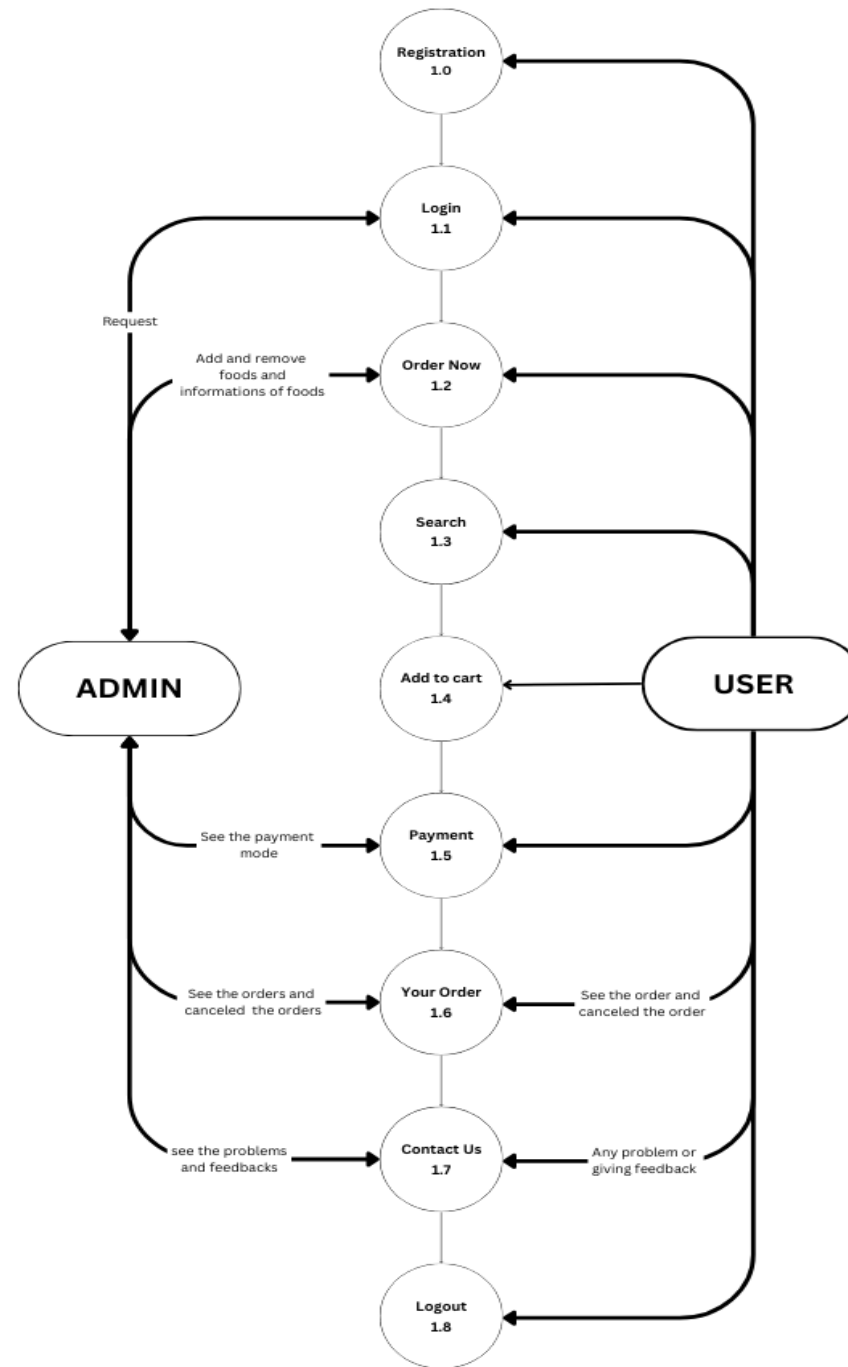 Registration
1.0
Login
1.1
Request
Add and remove
foods and
informations of foods
Order Now
1.2
Search
1.3
ADMIN
Add to cart
1.4
USER
See the payment
mode
Payment
1.5
See the orders and
canceled the orders
Your Order
1.6
See the order and
canceled the order
see the problems
and feedbacks
Contact Us
1.7
Any problem or
giving feedback
Logout
1.8